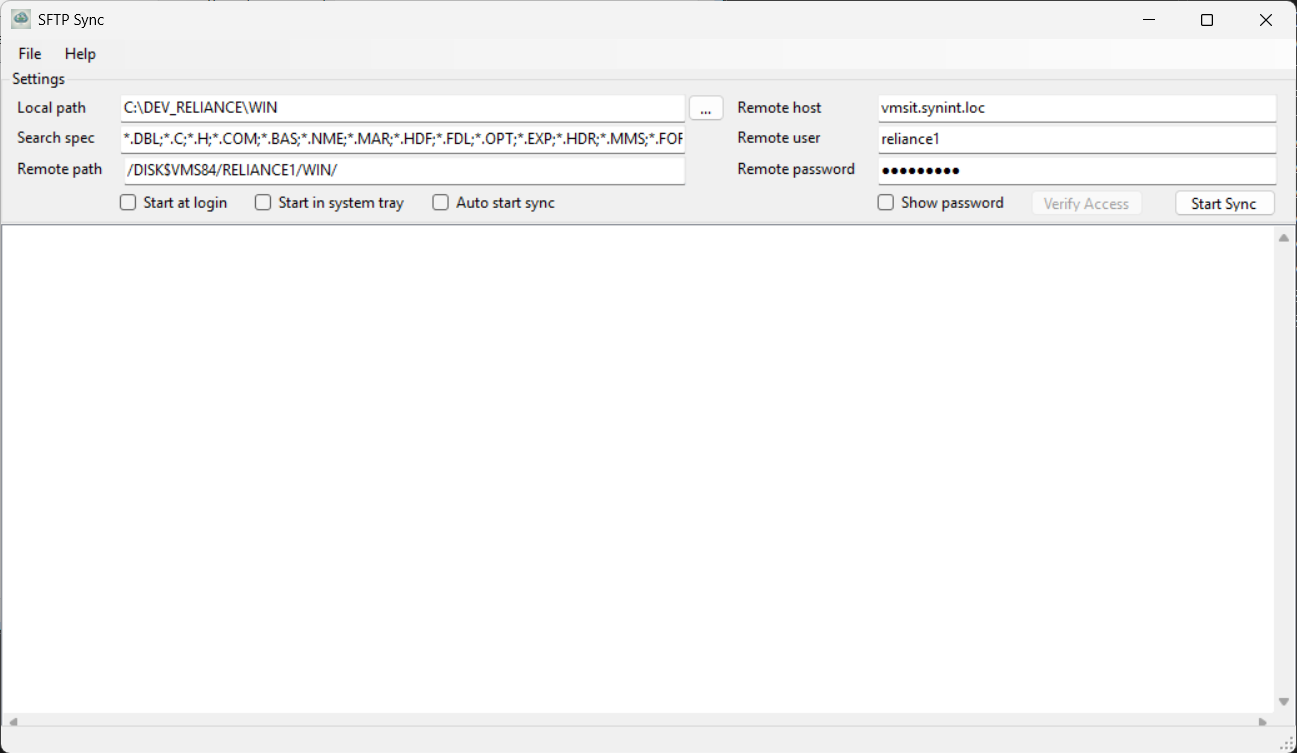 SFTP Sync
File Help
Settings
Local path C:\DEV_RELIANCE\WIN ... Remote host vmsit.synint.loc
Search spec *.DBL;*.C;*.H;*.COM;*.BAS;*.NME;*.MAR;*.HDF;*.FDL;*.OPT;*.EXP;*.HDR;*.MMS;*.FOR Remote user reliance1
Remote path /DISK$VMS84/RELIANCE1/WIN/ Remote password •••••••••
Start at login Start in system tray Auto start sync Show password Verify Access Start Sync